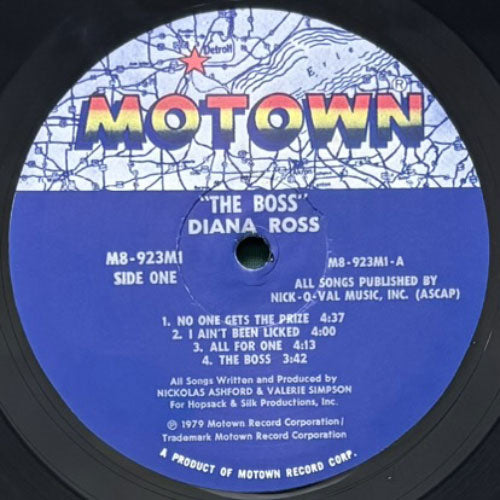 Detroit
Erie
MOTOWN®
"THE BOSS"
DIANA ROSS
M8-923M1
SIDE ONE
M8-923M1-A
ALL SONGS PUBLISHED BY
NICK-O-VAL MUSIC, INC. (ASCAP)
1. NO ONE GETS THE PRIZE 4:37
2. I AIN'T BEEN LICKED 4:00
3. ALL FOR ONE 4:13
4. THE BOSS 3:42
All Songs Written and Produced by
NICKOLAS ASHFORD & VALERIE SIMPSON
For Hopsack & Silk Productions, Inc.
℗ 1979 Motown Record Corporation/
Trademark Motown Record Corporation
A PRODUCT OF MOTOWN RECORD CORP.